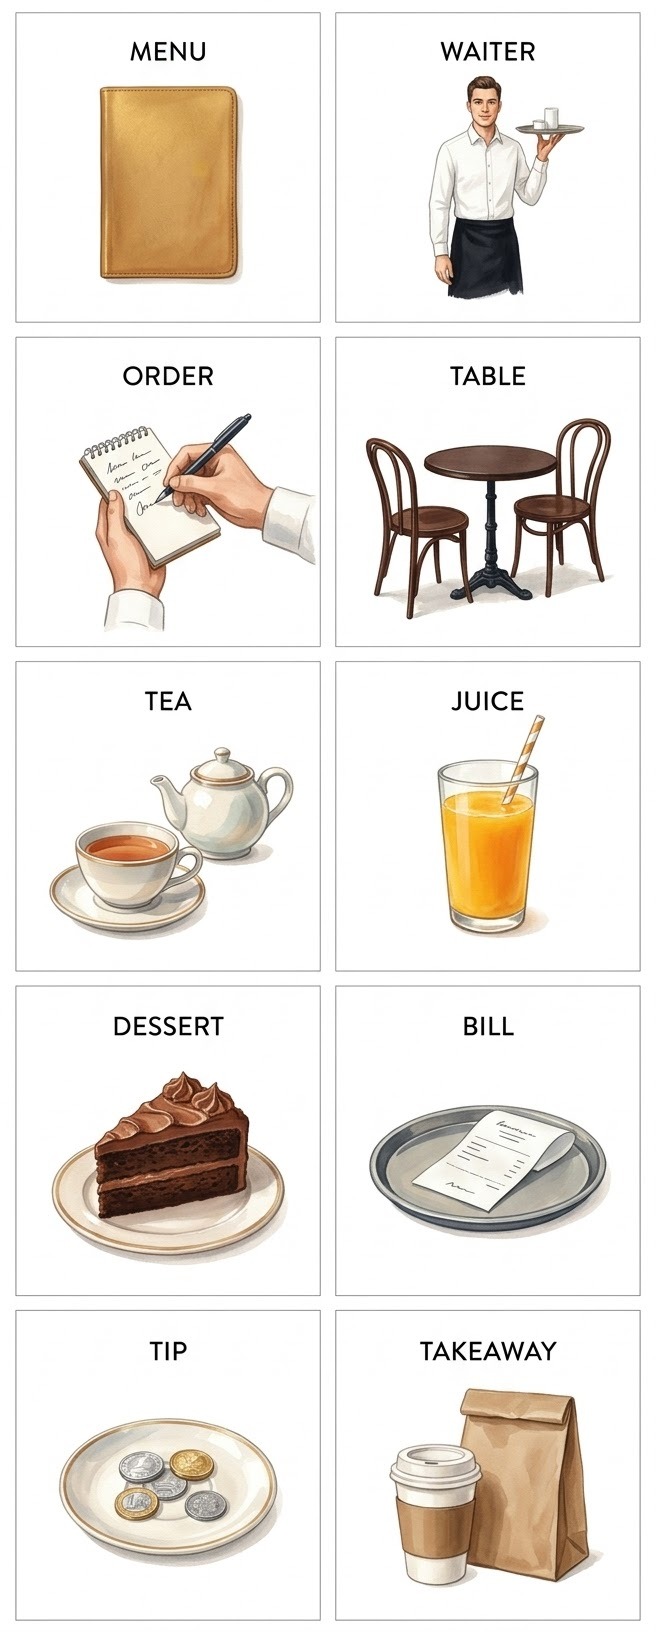 MENU
WAITER
ORDER
TABLE
TEA
JUICE
DESSERT
BILL
TIP
TAKEAWAY